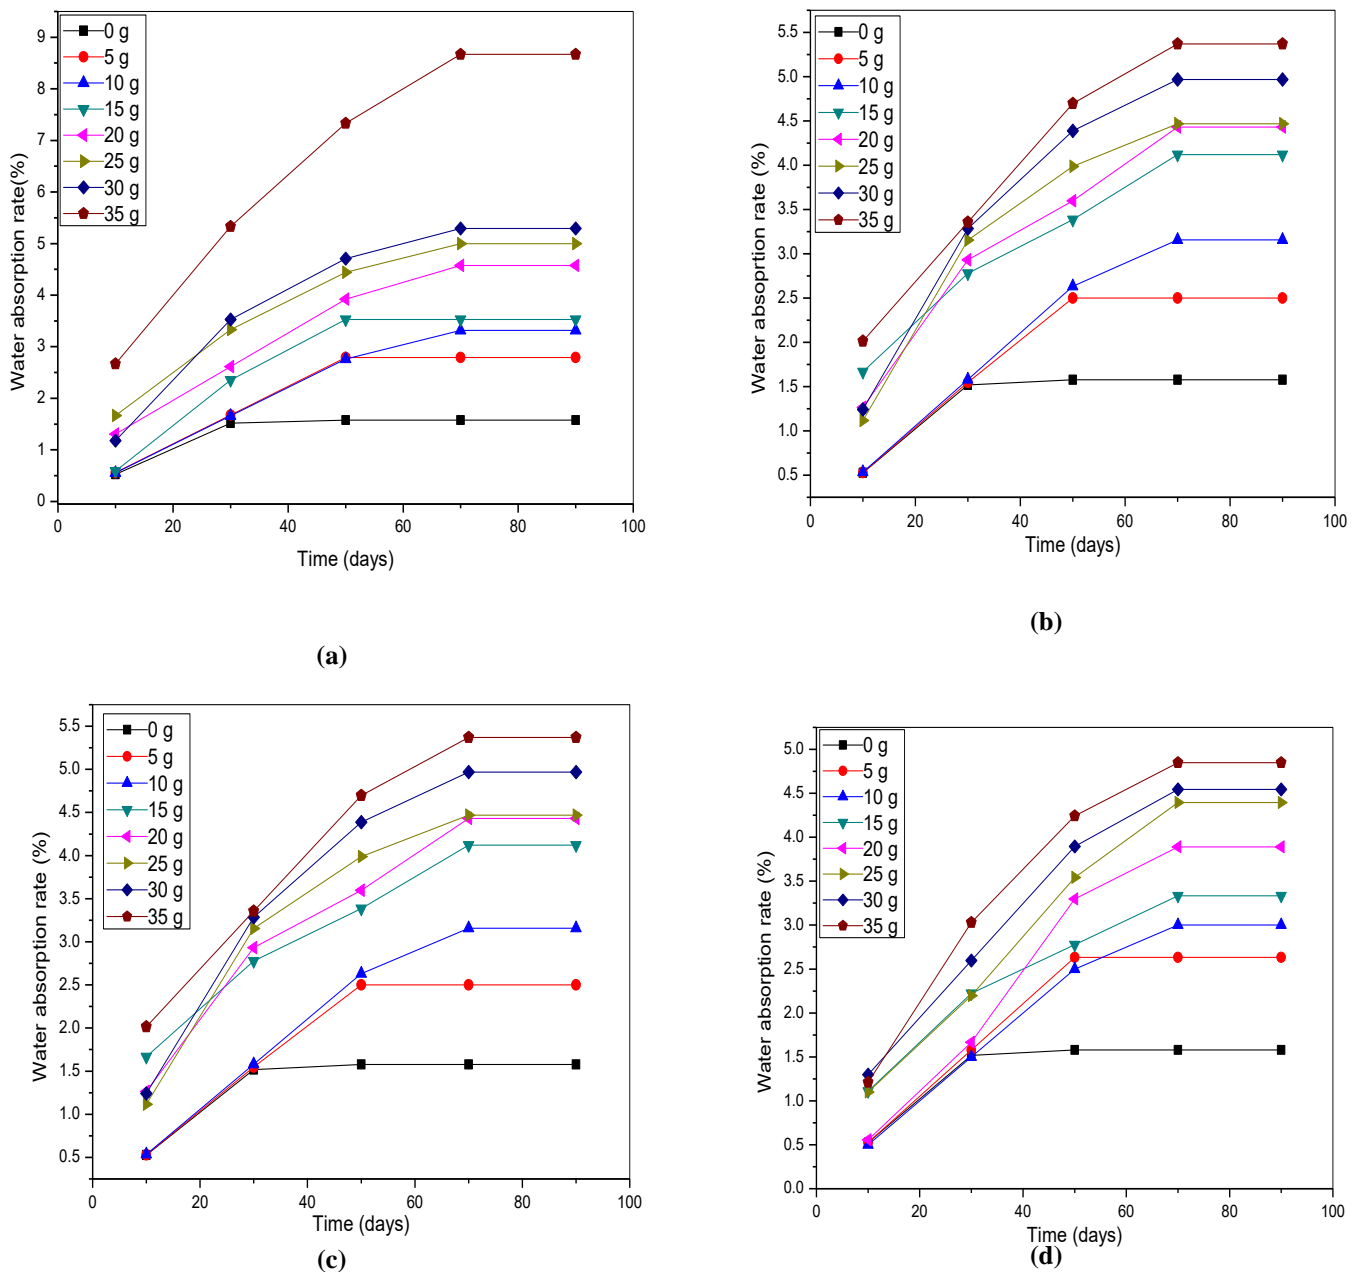 0 g
5 g
10 g
15 g
20 g
25 g
30 g
35 g
9
8
7
6
5
4
3
2
1
0
Water absorption rate(%)
0 20 40 60 80 100
Time (days)
(a)
0 g
5 g
10 g
15 g
20 g
25 g
30 g
35 g
5.5
5.0
4.5
4.0
3.5
3.0
2.5
2.0
1.5
1.0
0.5
Water absoprtion rate (%)
0 20 40 60 80 100
Time (days)
(b)
0 g
5 g
10 g
15 g
20 g
25 g
30 g
35 g
5.5
5.0
4.5
4.0
3.5
3.0
2.5
2.0
1.5
1.0
0.5
Water absorption rate (%)
0 20 40 60 80 100
Time (days)
(c)
0 g
5 g
10 g
15 g
20 g
25 g
30 g
35 g
5.0
4.5
4.0
3.5
3.0
2.5
2.0
1.5
1.0
0.5
0.0
Water absorption rate (%)
0 20 40 60 80 100
Time (days)
(d)